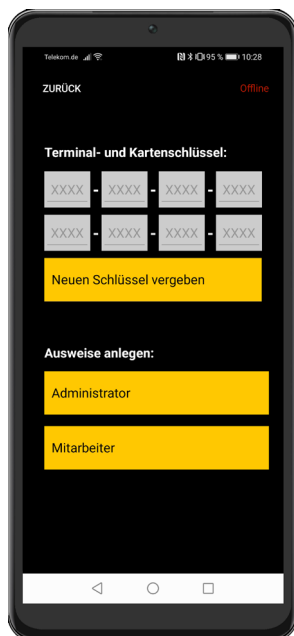 Telekom.de 95 % 10:28
ZURÜCK Offline
Terminal- und Kartenschlüssel:
XXXX - XXXX - XXXX - XXXX
XXXX - XXXX - XXXX - XXXX
Neuen Schlüssel vergeben
Ausweise anlegen:
Administrator
Mitarbeiter